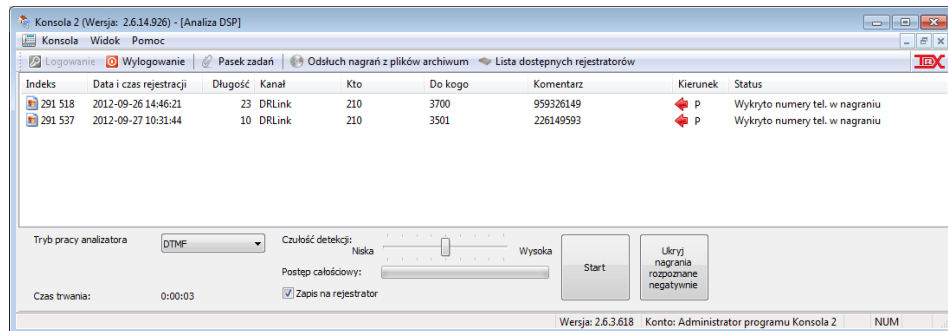 Konsola 2 (Wersja: 2.6.14.926) - [Analiza DSP]
Konsola Widok Pomoc
Logowanie Wylogowanie Pasek zadań Odsłuch nagrań z plików archiwum Lista dostępnych rejestratorów TRX
Indeks Data i czas rejestracji Długość Kanał Kto Do kogo Komentarz Kierunek Status
291 518 2012-09-26 14:46:21 23 DRLink 210 3700 959326149 P Wykryto numery tel. w nagraniu
291 537 2012-09-27 10:31:44 10 DRLink 210 3501 226149593 P Wykryto numery tel. w nagraniu
Tryb pracy analizatora DTMF Czułość detekcji: Niska Wysoka Start
Ukryj
nagrania
rozpoznane
negatywnie
Postęp całościowy:
Czas trwania: 0:00:03 Zapis na rejestrator
Wersja: 2.6.3.618 Konto: Administrator programu Konsola 2 NUM